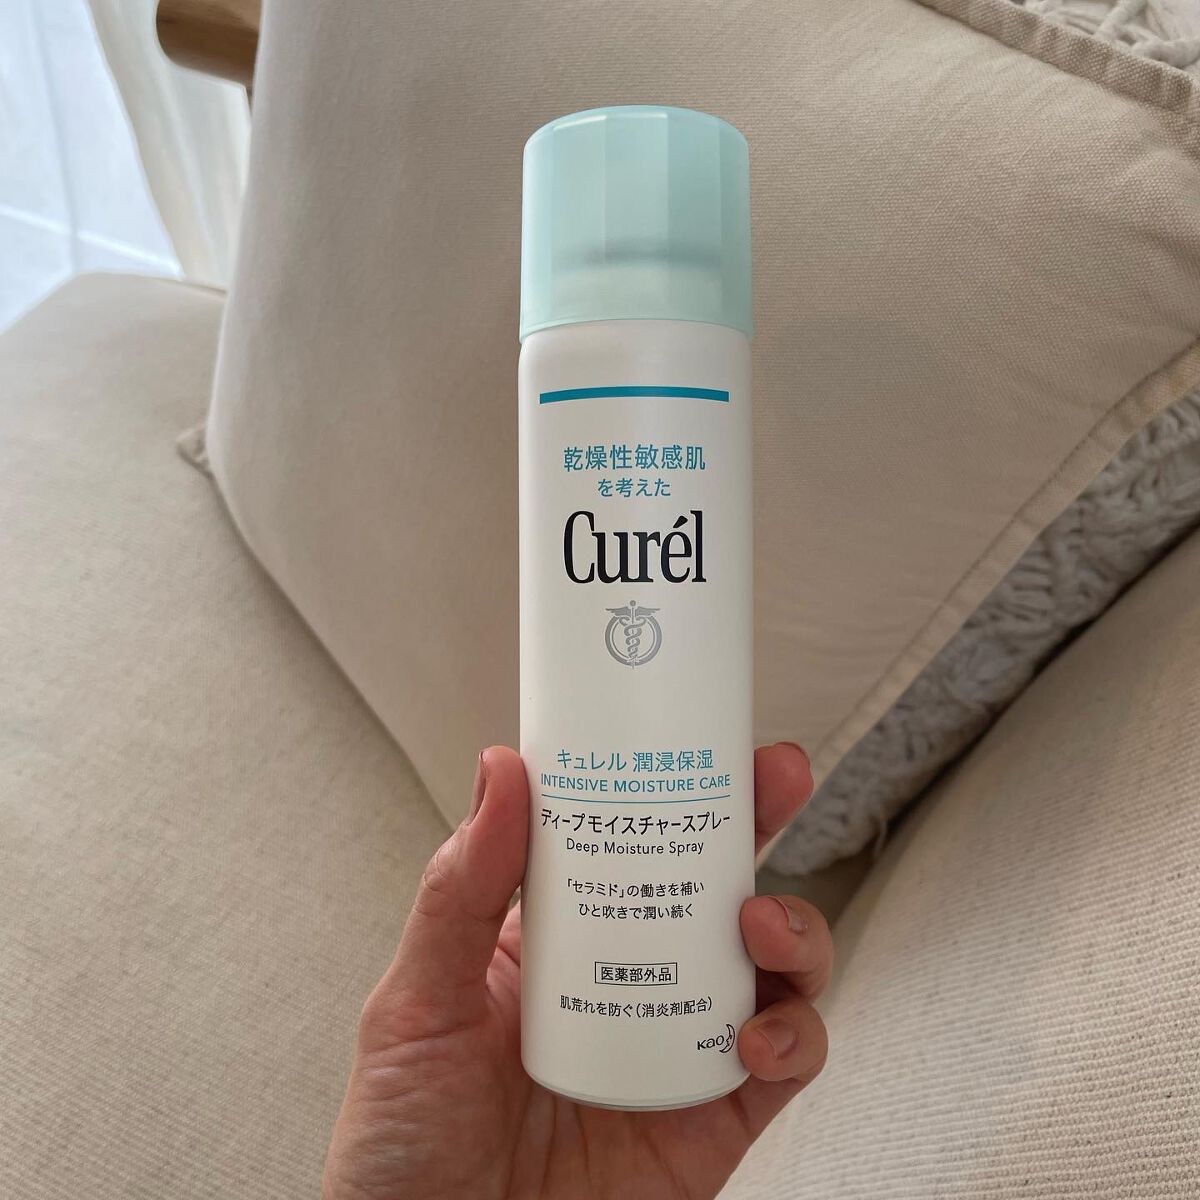 乾燥性敏感肌
を考えた
Curél
キュレル 潤浸保湿
INTENSIVE MOISTURE CARE
ディープモイスチャースプレー
Deep Moisture Spray
「セラミド」の働きを補い
ひと吹きで潤い続く
医薬部外品
肌荒れを防ぐ(消炎剤配合)
Kao